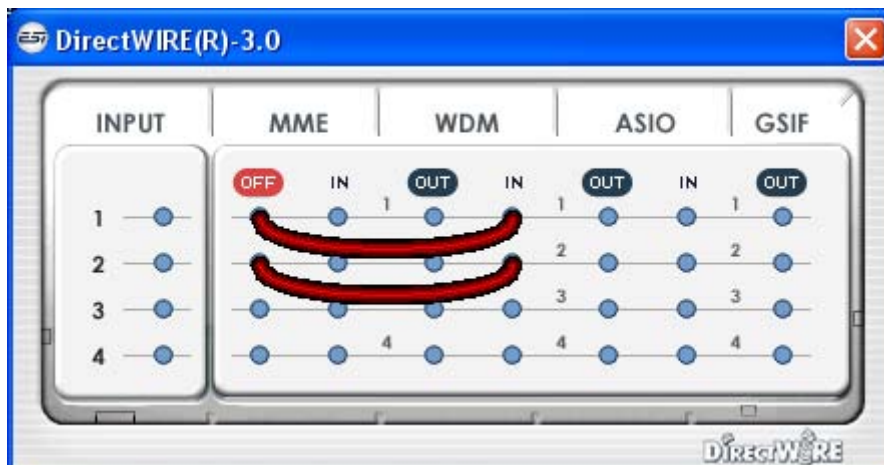 ESI DirectWIRE(R)-3.0
INPUT MME WDM ASIO GSIF
OFF IN OUT IN OUT IN OUT
1 1 1 1
2 2 2
3 3 3
4 4 4 4
DIRECTWIRE